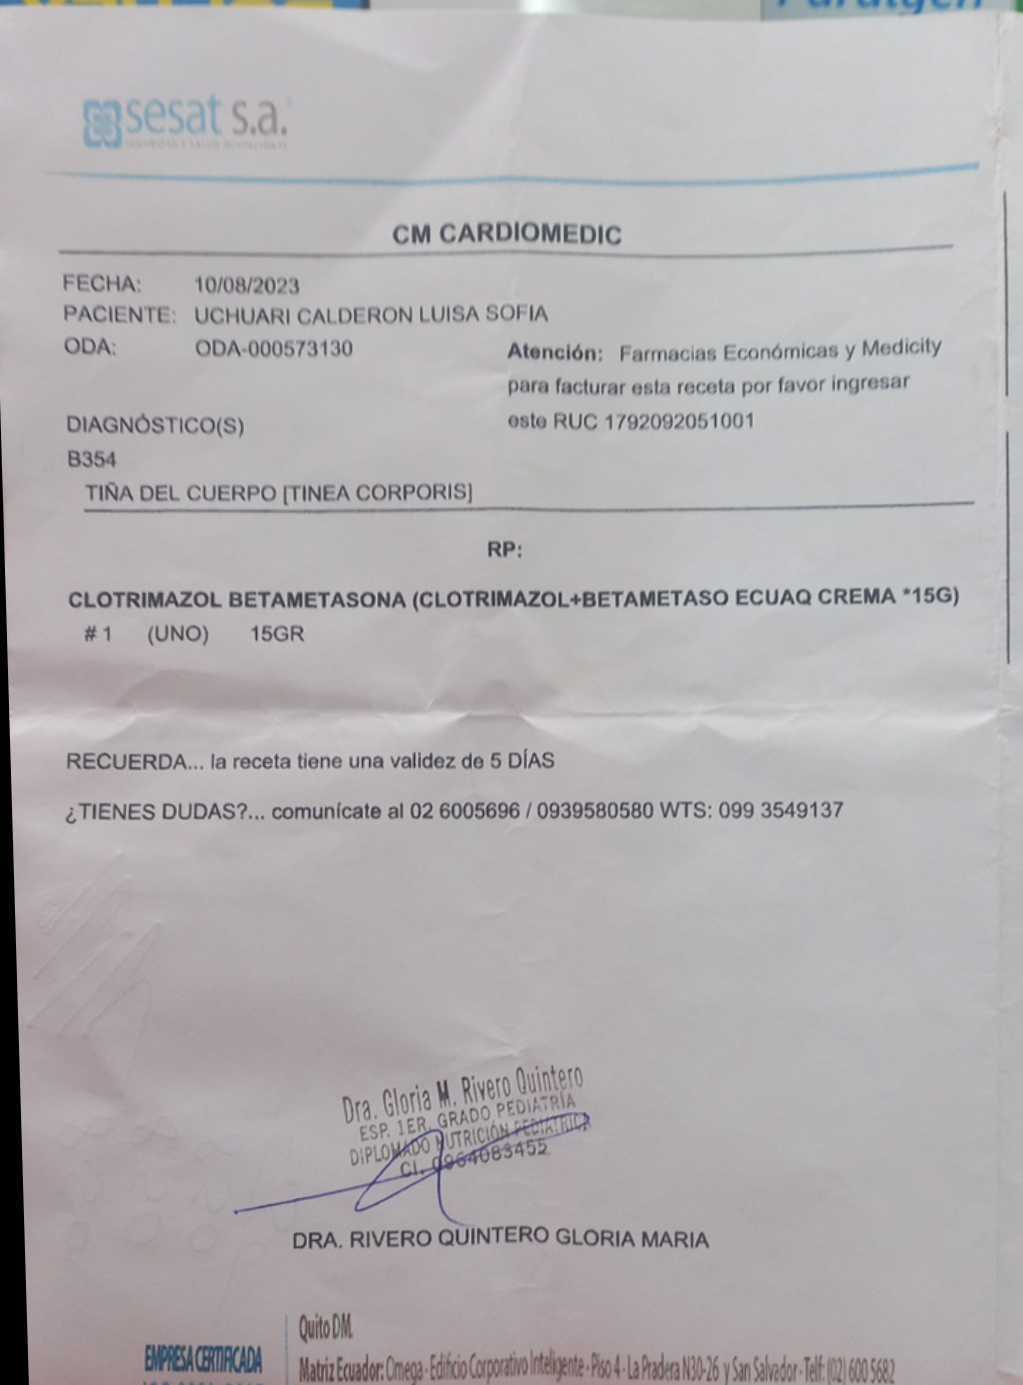 sesat s.a.
CM CARDIOMEDIC
FECHA: 10/08/2023
PACIENTE: UCHUARI CALDERON LUISA SOFIA
ODA: ODA-000573130
Atención: Farmacias Económicas y Medicity
para facturar esta receta por favor ingresar
este RUC 1792092051001
DIAGNÓSTICO(S)
B354
TIÑA DEL CUERPO [TINEA CORPORIS]
RP:
CLOTRIMAZOL BETAMETASONA (CLOTRIMAZOL+BETAMETASO ECUAQ CREMA *15G)
# 1 (UNO) 15GR
RECUERDA... la receta tiene una validez de 5 DÍAS
¿TIENES DUDAS?... comunícate al 02 6005696 / 0939580580 WTS: 099 3549137
Dra. Gloria M. Rivero Quintero
ESP. 1ER. GRADO PEDIATRÍA
DIPLOMADO NUTRICIÓN PEDIATRICA
CI. 0964083455
DRA. RIVERO QUINTERO GLORIA MARIA
Quito DM.
EMPRESA CERTIFICADA
Matriz Ecuador: Omega - Edificio Corporativo Inteligente - Piso 4 - La Pradera N30-26 y San Salvador - Telf: (02) 600 5682